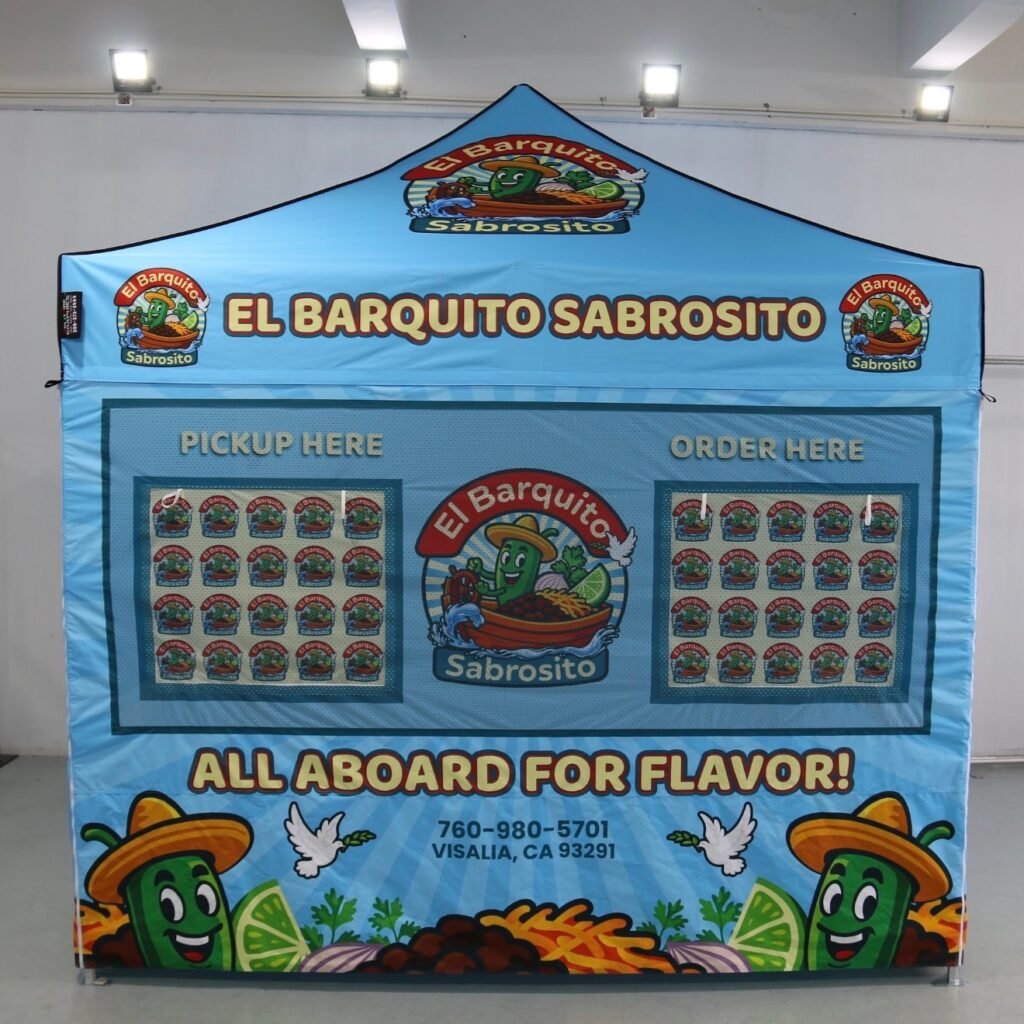 El Barquito
Sabrosito
El Barquito
Sabrosito
EL BARQUITO SABROSITO
El Barquito
Sabrosito
PICKUP HERE
ORDER HERE
El Barquito
Sabrosito
ALL ABOARD FOR FLAVOR!
760-980-5701
VISALIA, CA 93291